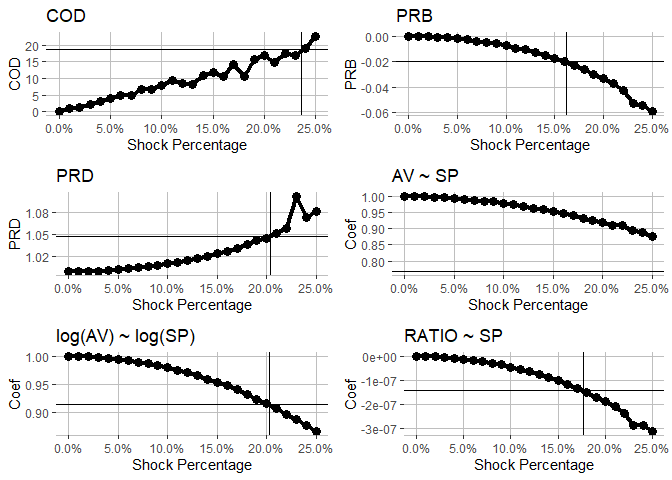 COD
COD
20
15
10
5
0
0.0% 5.0% 10.0% 15.0% 20.0% 25.0%
Shock Percentage
PRB
PRB
0.00
-0.02
-0.04
-0.06
0.0% 5.0% 10.0% 15.0% 20.0% 25.0%
Shock Percentage
PRD
PRD
1.08
1.05
1.02
0.0% 5.0% 10.0% 15.0% 20.0% 25.0%
Shock Percentage
AV ~ SP
Coef
1.00
0.95
0.90
0.85
0.80
0.0% 5.0% 10.0% 15.0% 20.0% 25.0%
Shock Percentage
log(AV) ~ log(SP)
Coef
1.00
0.95
0.90
0.0% 5.0% 10.0% 15.0% 20.0% 25.0%
Shock Percentage
RATIO ~ SP
Coef
0e+00
-1e-07
-2e-07
-3e-07
0.0% 5.0% 10.0% 15.0% 20.0% 25.0%
Shock Percentage